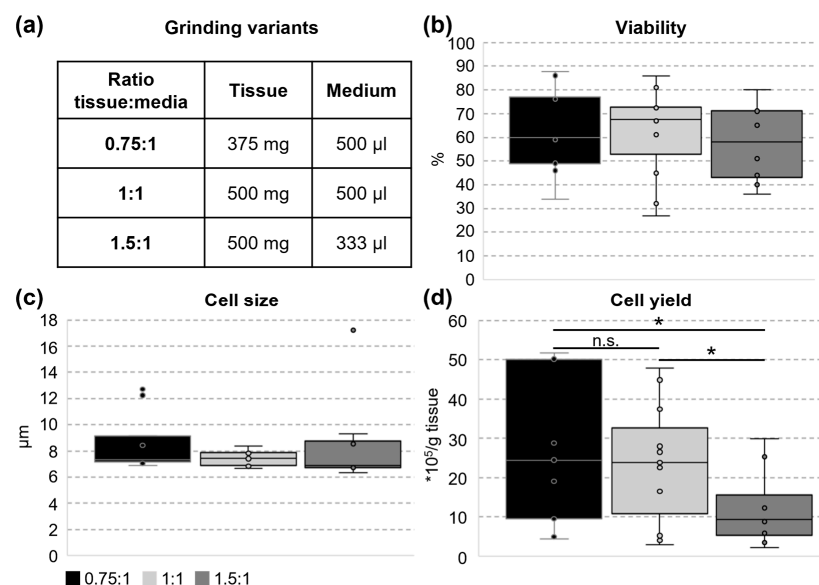 (a) Grinding variants
Ratio tissue:media Tissue Medium
0.75:1 375 mg 500 µl
1:1 500 mg 500 µl
1.5:1 500 mg 333 µl
(b) Viability
100
90
80
70
60
50
40
30
20
10
0
%
(c) Cell size
18
16
14
12
10
8
6
4
2
0
µm
0.75:1 1:1 1.5:1
(d) Cell yield
60
50
40
30
20
10
0
*10⁵/g tissue
*
n.s.
*